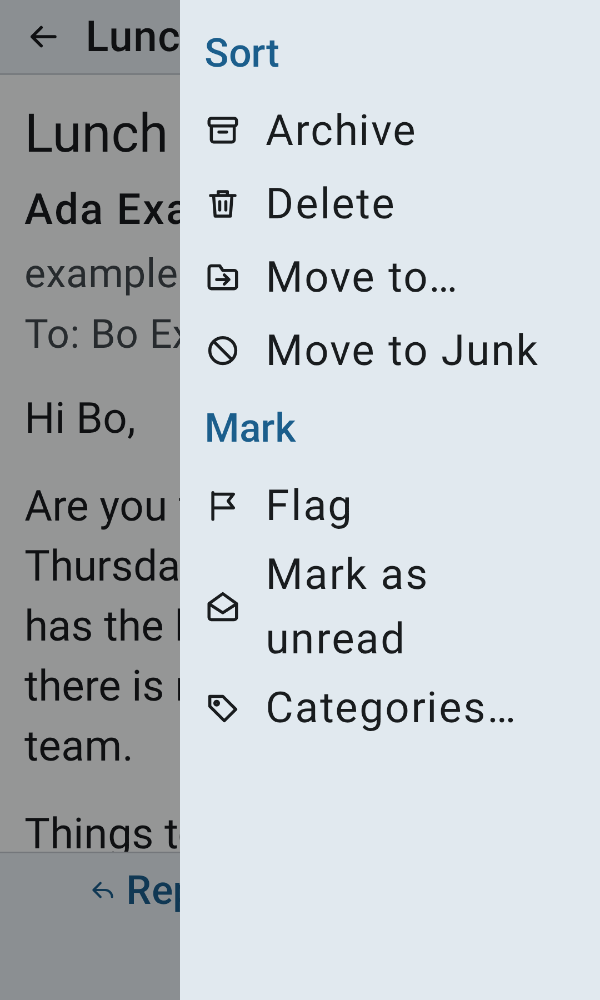 Lunc
Lunch
Ada Exa
example
To: Bo Ex
Hi Bo,
Are you
Thursda
has the
there is
team.
Things t
Rep
Sort
Archive
Delete
Move to…
Move to Junk
Mark
Flag
Mark as
unread
Categories…